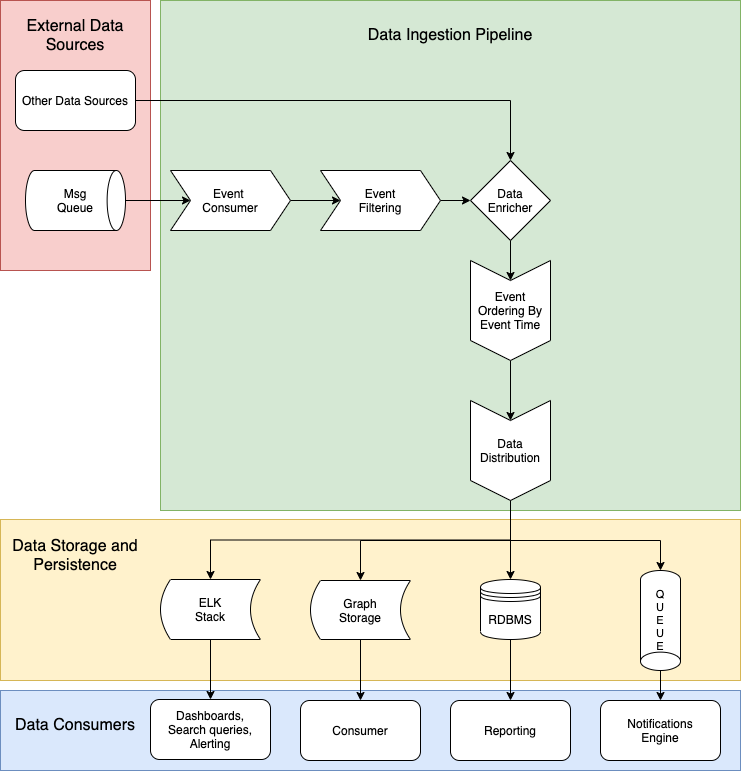 External Data
Sources
Data Ingestion Pipeline
Other Data Sources
Msg
Queue
Event
Consumer
Event
Filtering
Data
Enricher
Event
Ordering By
Event Time
Data
Distribution
Data Storage and
Persistence
ELK
Stack
Graph
Storage
RDBMS
Q
U
E
U
E
Data Consumers
Dashboards,
Search queries,
Alerting
Consumer
Reporting
Notifications
Engine